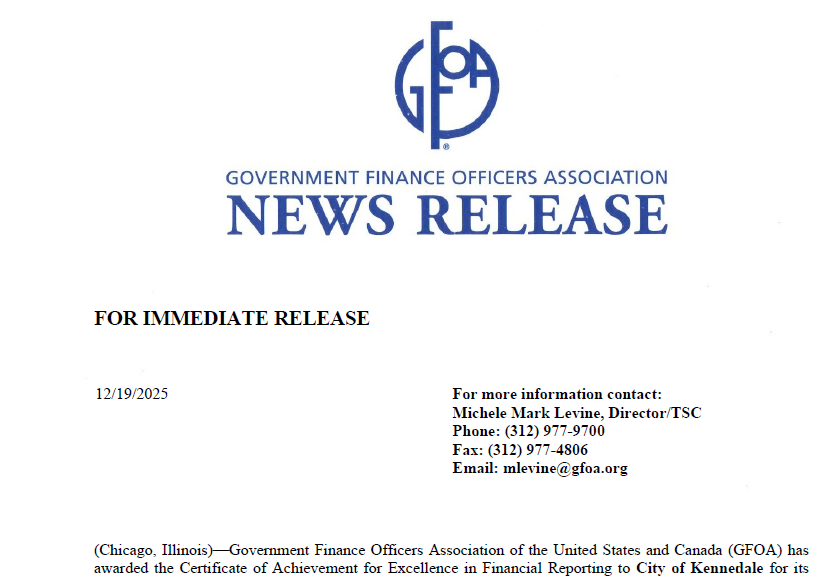 GFOA
®
GOVERNMENT FINANCE OFFICERS ASSOCIATION
NEWS RELEASE
FOR IMMEDIATE RELEASE
12/19/2025
For more information contact:
Michele Mark Levine, Director/TSC
Phone: (312) 977-9700
Fax: (312) 977-4806
Email: mlevine@gfoa.org
(Chicago, Illinois)—Government Finance Officers Association of the United States and Canada (GFOA) has
awarded the Certificate of Achievement for Excellence in Financial Reporting to City of Kennedale for its